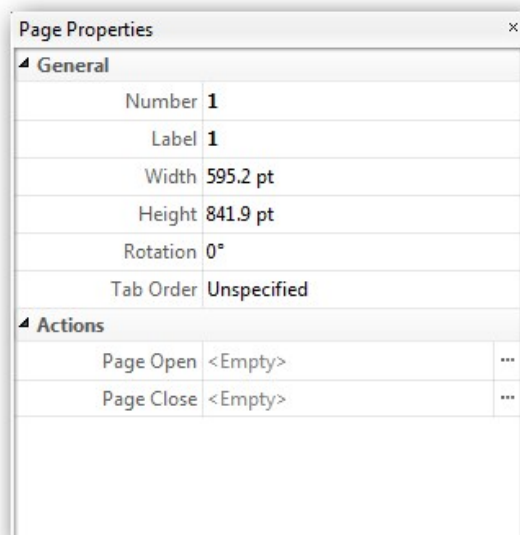 Page Properties
General
Number 1
Label 1
Width 595.2 pt
Height 841.9 pt
Rotation 0°
Tab Order Unspecified
Actions
Page Open <Empty> ...
Page Close <Empty> ...